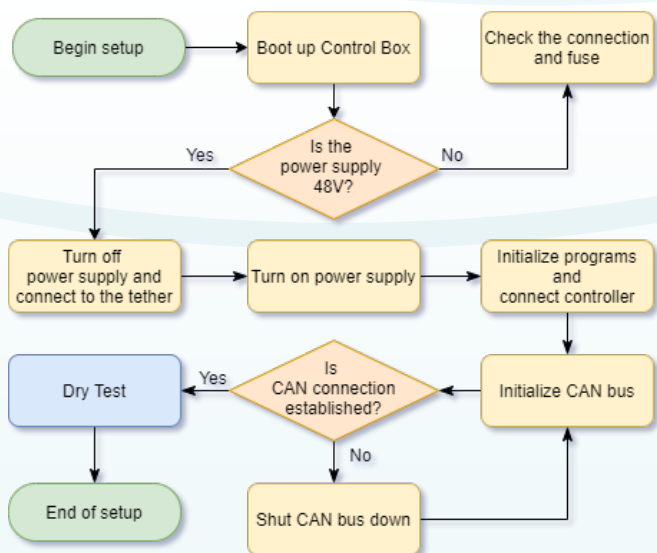 Begin setup
Boot up Control Box
Check the connection
and fuse
Is the
power supply
48V?
Yes
No
Turn off
power supply and
connect to the tether
Turn on power supply
Initialize programs
and
connect controller
Dry Test
Yes
Is
CAN connection
established?
Initialize CAN bus
No
End of setup
Shut CAN bus down